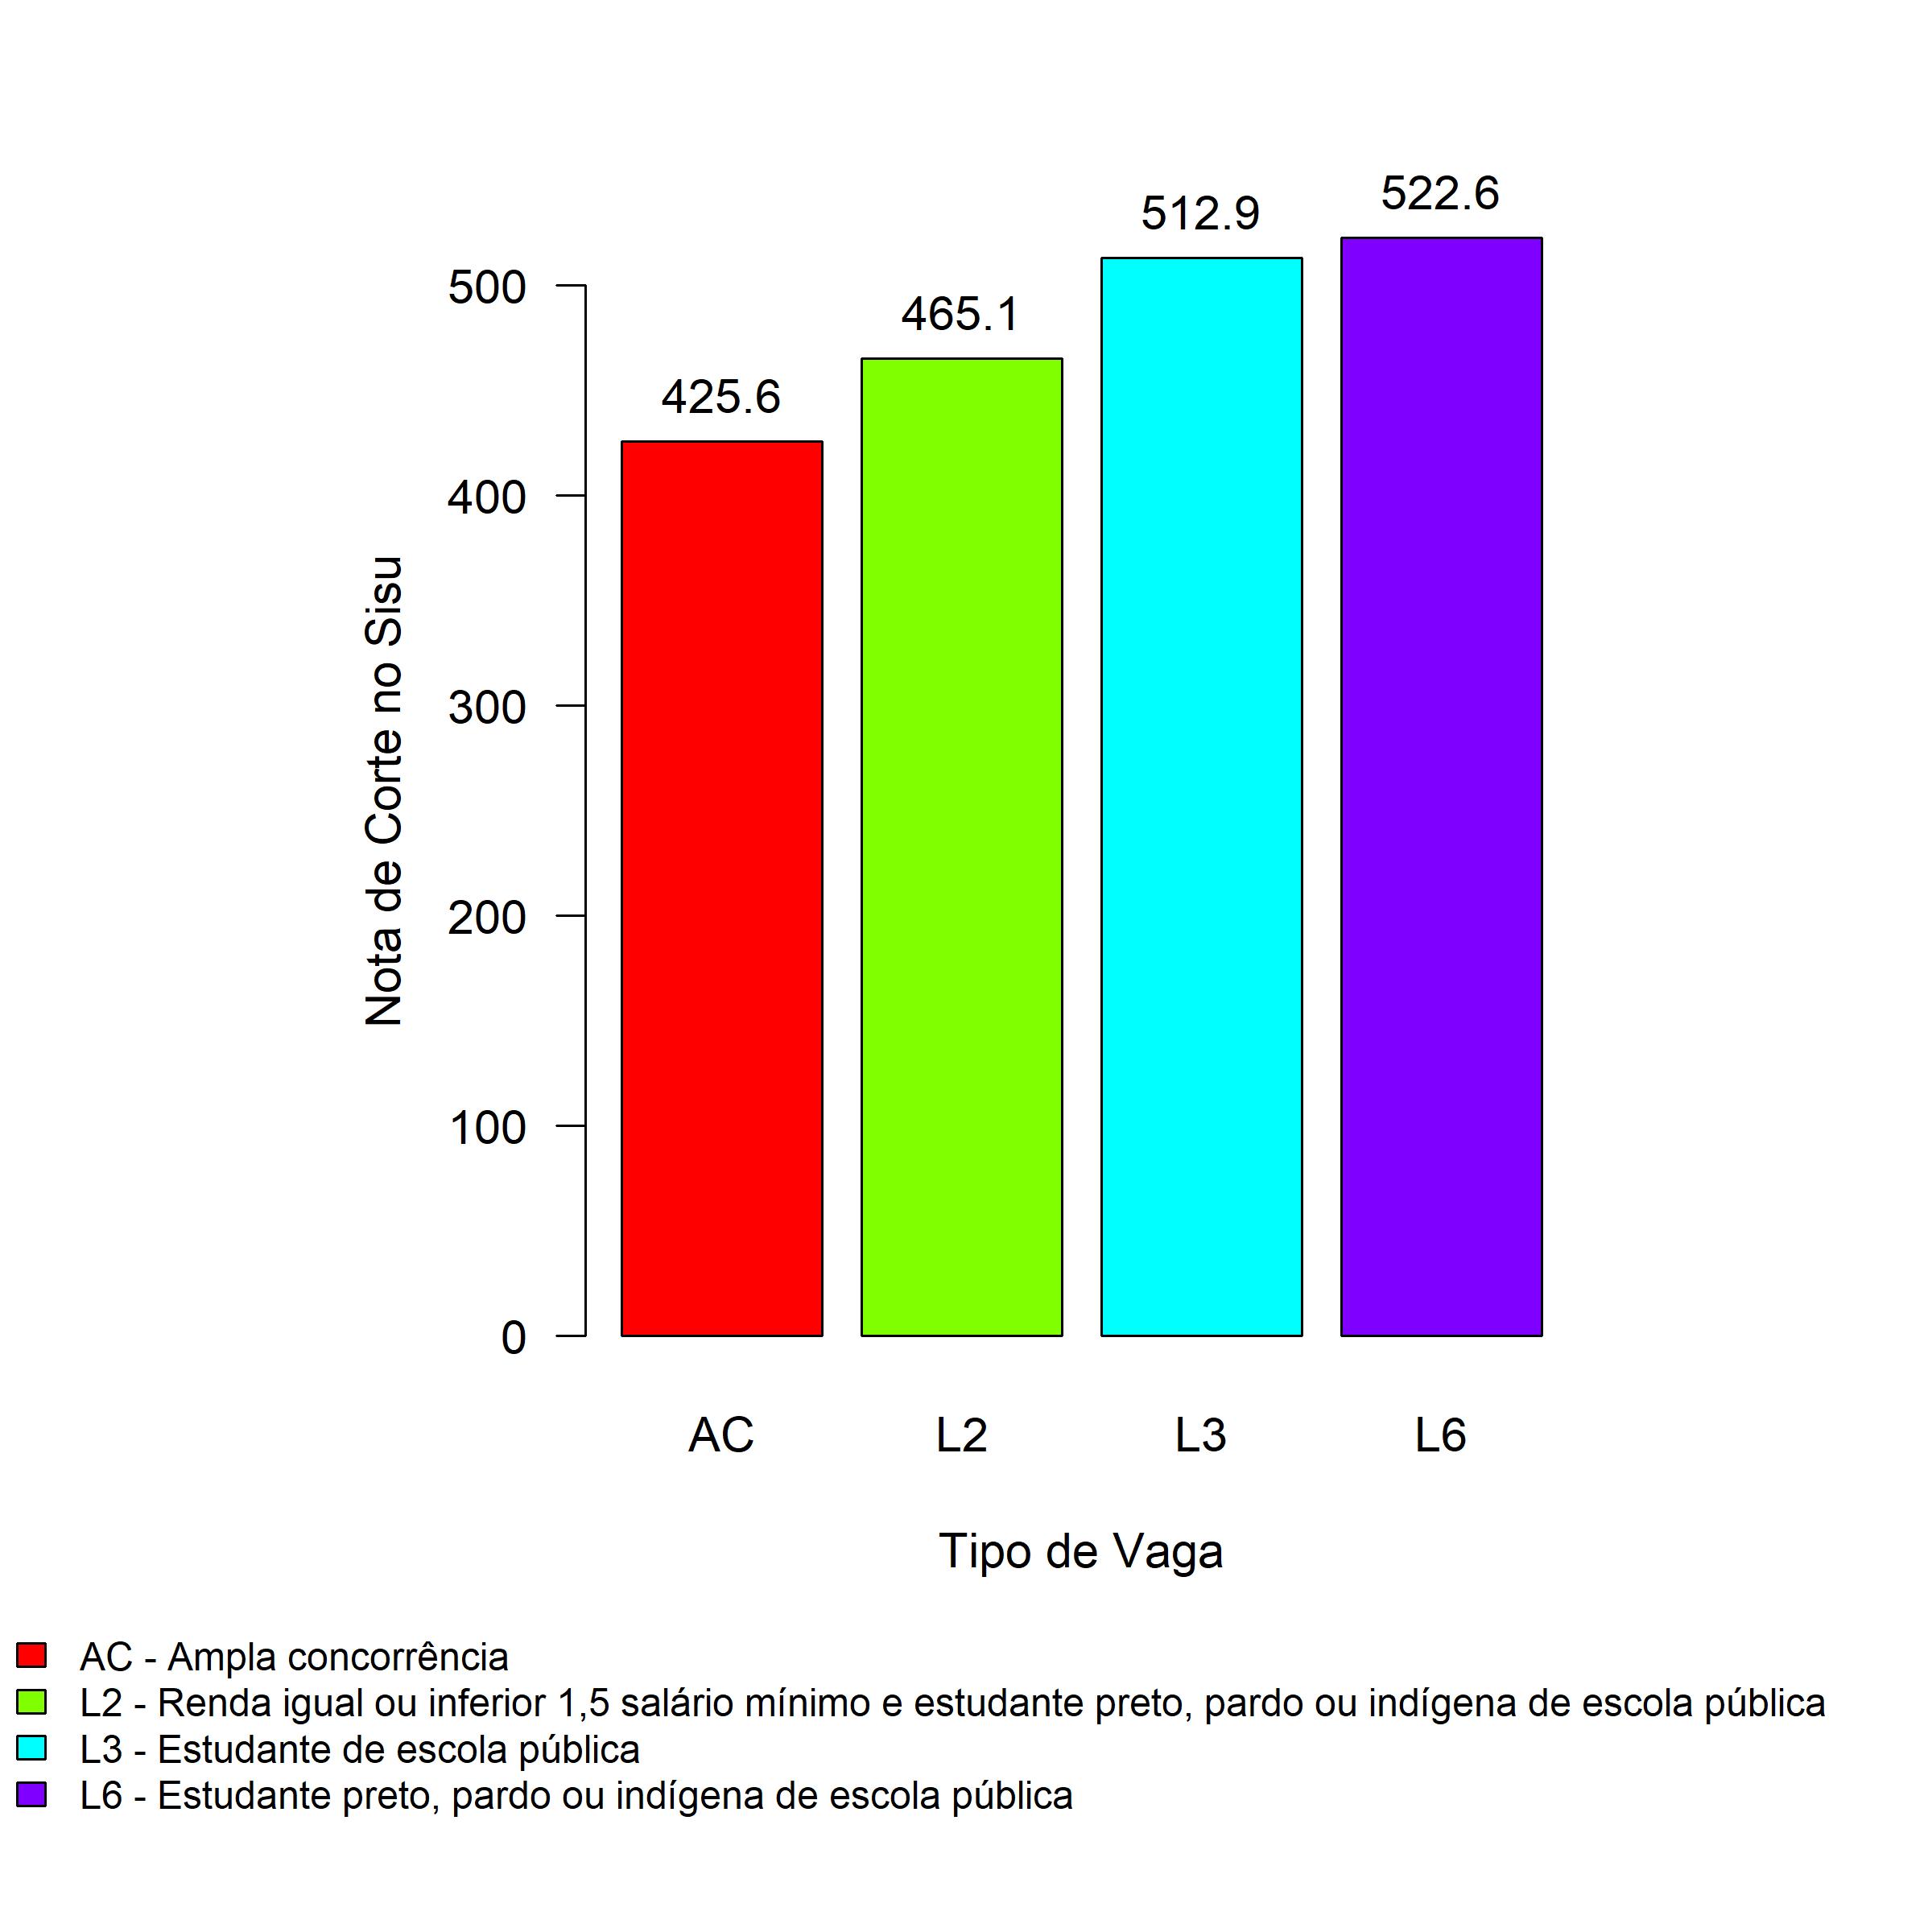 522.6
512.9
465.1
425.6
500
400
300
200
100
0
Nota de Corte no Sisu
AC L2 L3 L6
Tipo de Vaga
AC - Ampla concorrência
L2 - Renda igual ou inferior 1,5 salário mínimo e estudante preto, pardo ou indígena de escola pública
L3 - Estudante de escola pública
L6 - Estudante preto, pardo ou indígena de escola pública